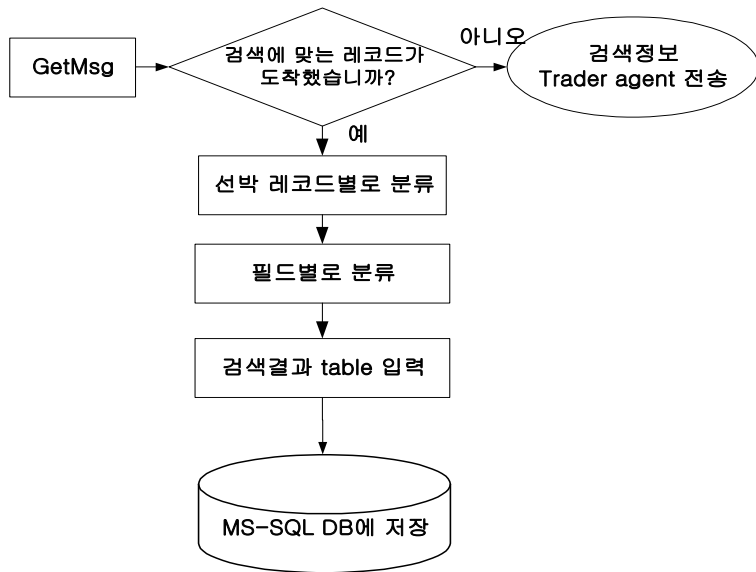 GetMsg
검색에 맞는 레코드가
도착했습니까?
아니오
검색정보
Trader agent 전송
예
선박 레코드별로 분류
필드별로 분류
검색결과 table 입력
MS-SQL DB에 저장